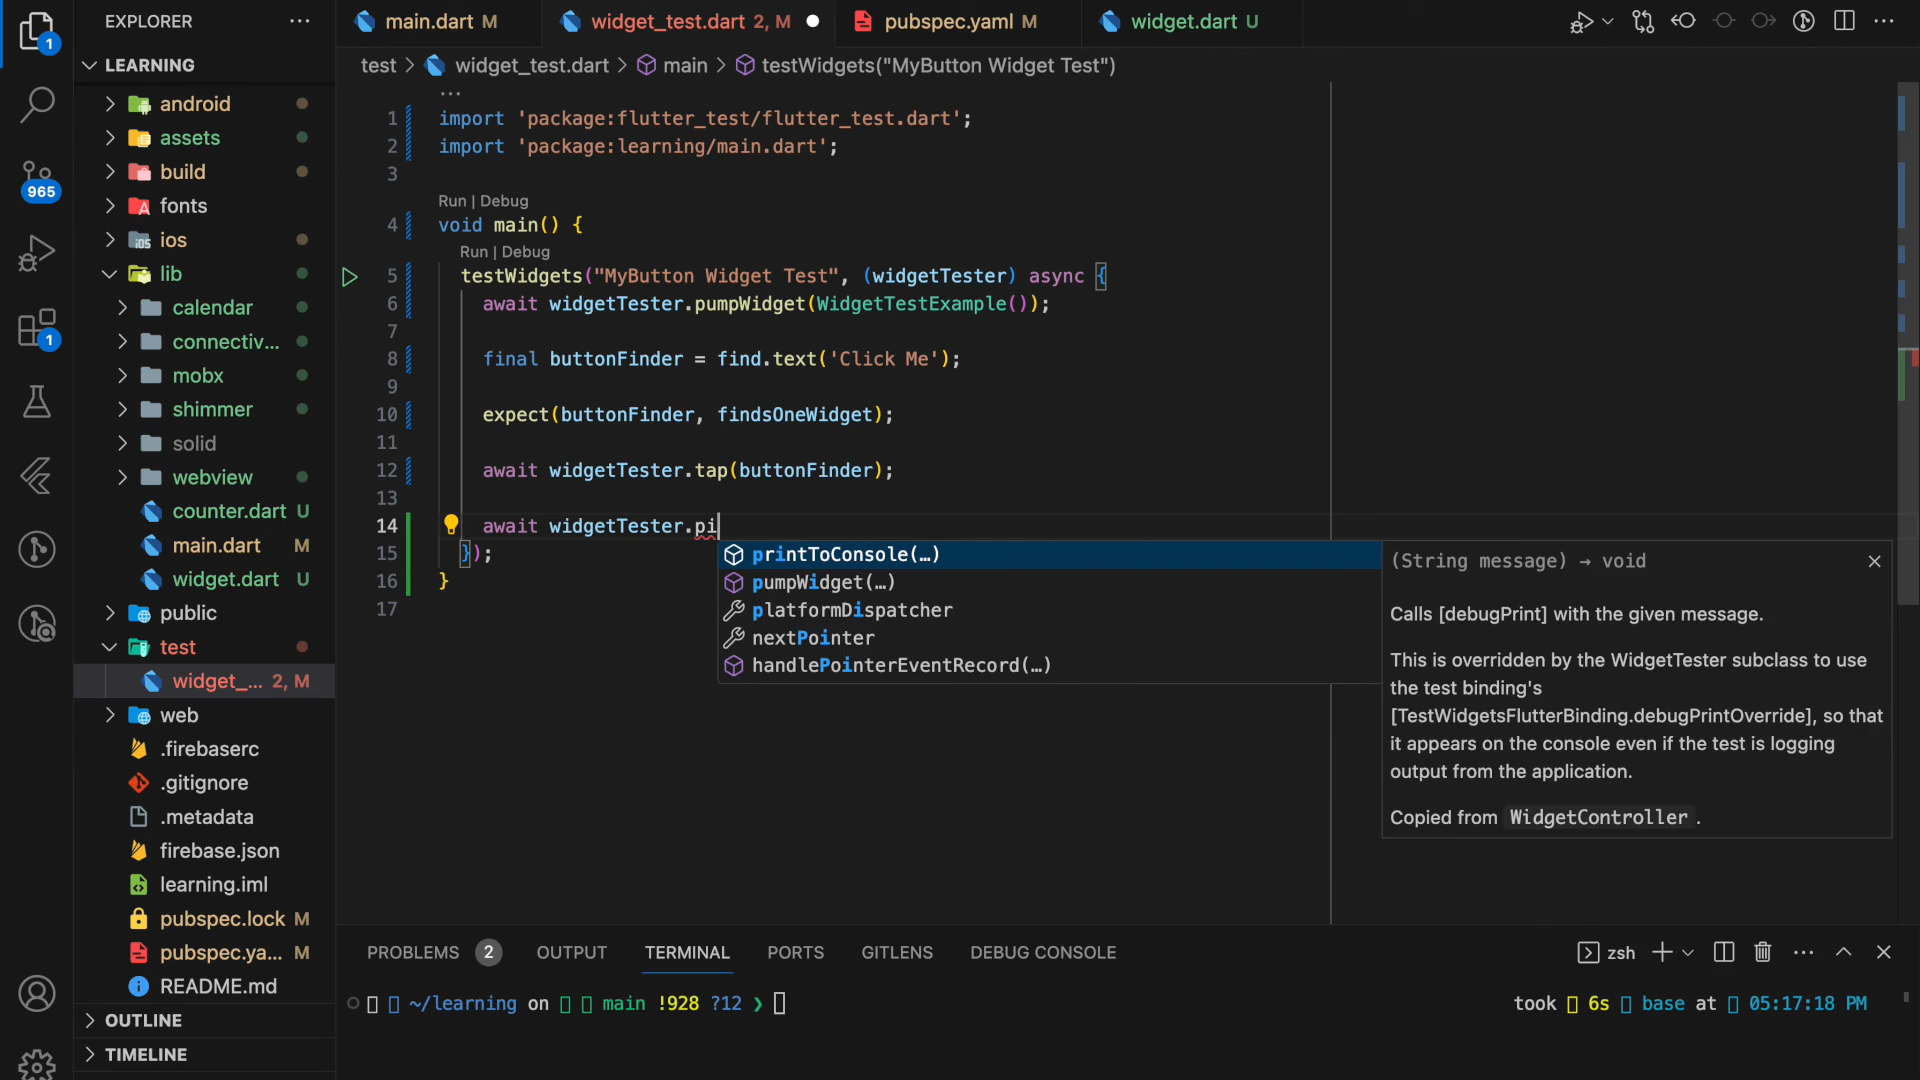 EXPLORER
main.dart M
widget_test.dart 2, M
pubspec.yaml M
widget.dart U
LEARNING
android
assets
build
fonts
ios
lib
calendar
connectiv...
mobx
shimmer
solid
webview
counter.dart U
main.dart M
widget.dart U
public
test
widget_... 2, M
web
.firebaserc
.gitignore
.metadata
firebase.json
learning.iml
pubspec.lock M
pubspec.ya... M
README.md
OUTLINE
TIMELINE
1
965
1
test > widget_test.dart > main > testWidgets("MyButton Widget Test")
...
1 import 'package:flutter_test/flutter_test.dart';
2 import 'package:learning/main.dart';
3
Run | Debug
4 void main() {
Run | Debug
5 testWidgets("MyButton Widget Test", (widgetTester) async {
6 await widgetTester.pumpWidget(WidgetTestExample());
7
8 final buttonFinder = find.text('Click Me');
9
10 expect(buttonFinder, findsOneWidget);
11
12 await widgetTester.tap(buttonFinder);
13
14 await widgetTester.pi
15 });
16 }
17
printToConsole(…)
pumpWidget(…)
platformDispatcher
nextPointer
handlePointerEventRecord(…)
(String message) → void
Calls [debugPrint] with the given message.
This is overridden by the WidgetTester subclass to use
the test binding's
[TestWidgetsFlutterBinding.debugPrintOverride], so that
it appears on the console even if the test is logging
output from the application.
Copied from WidgetController .
PROBLEMS 2 OUTPUT TERMINAL PORTS GITLENS DEBUG CONSOLE
zsh
~/learning on main !928 ?12 ❯
took 6s base at 05:17:18 PM